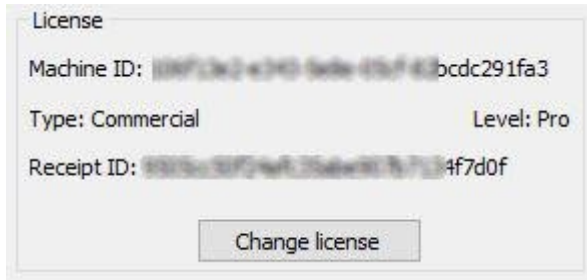 License
Machine ID: bcdc291fa3
Type: Commercial Level: Pro
Receipt ID: 4f7d0f
Change license